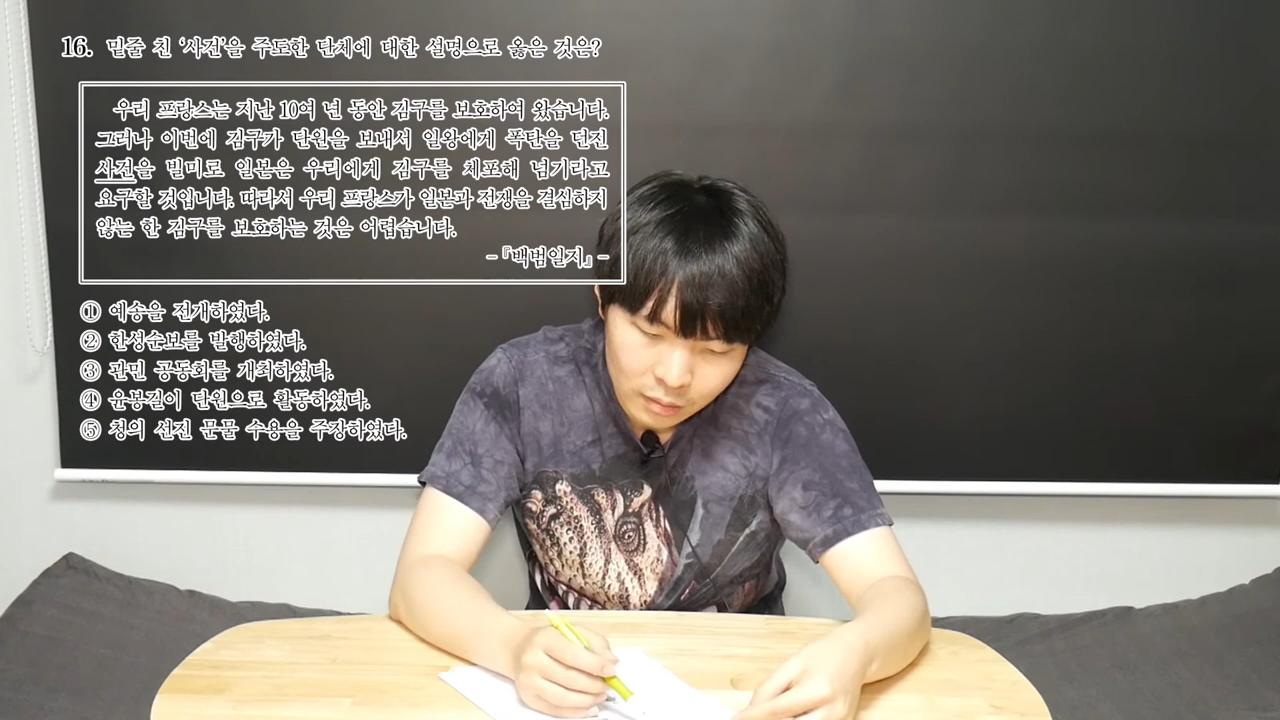 16. 밑줄 친 '사건'을 주도한 단체에 대한 설명으로 옳은 것은?
우리 프랑스는 지난 10여 년 동안 김구를 보호하여 왔습니다.
그러나 이번에 김구가 단원을 보내서 일왕에게 폭탄을 던진
사건을 빌미로 일본은 우리에게 김구를 체포해 넘기라고
요구할 것입니다. 따라서 우리 프랑스가 일본과 전쟁을 결심하지
않는 한 김구를 보호하는 것은 어렵습니다.
-『백범일지』-
① 예송을 전개하였다.
② 한성순보를 발행하였다.
③ 관민 공동회를 개최하였다.
④ 윤봉길이 단원으로 활동하였다.
⑤ 청의 선진 문물 수용을 주장하였다.